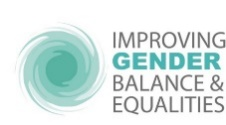 IMPROVING
GENDER
BALANCE &
EQUALITIES